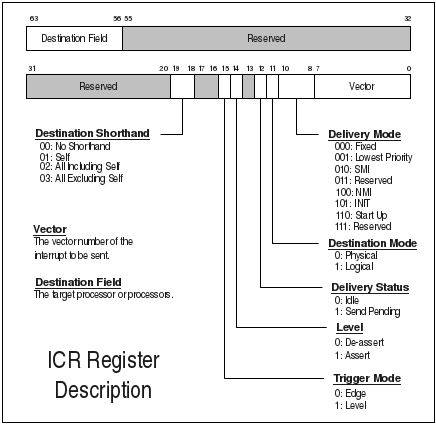 63 56 55 32
Destination Field Reserved
31 20 19 18 17 16 15 14 13 12 11 10 8 7 0
Reserved Vector
Destination Shorthand
00: No Shorthand
01: Self
02: All Including Self
03: All Excluding Self
Vector
The vector number of the
interrupt to be sent.
Destination Field
The target processor or processors.
ICR Register
Description
Delivery Mode
000: Fixed
001: Lowest Priority
010: SMI
011: Reserved
100: NMI
101: INIT
110: Start Up
111: Reserved
Destination Mode
0: Physical
1: Logical
Delivery Status
0: Idle
1: Send Pending
Level
0: De-assert
1: Assert
Trigger Mode
0: Edge
1: Level